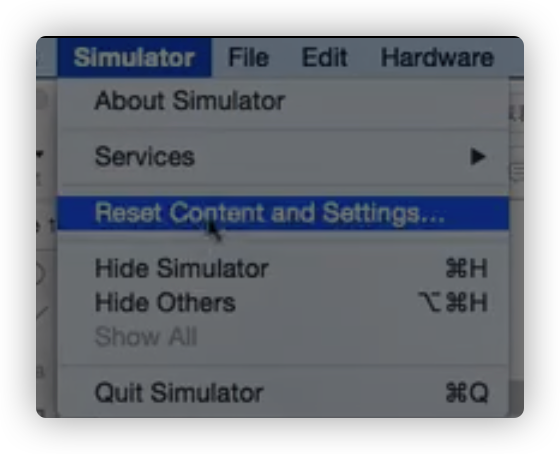 Simulator File Edit Hardware
About Simulator
Services ▶
Reset Content and Settings...
Hide Simulator ⌘H
Hide Others ⌥⌘H
Show All
Quit Simulator ⌘Q